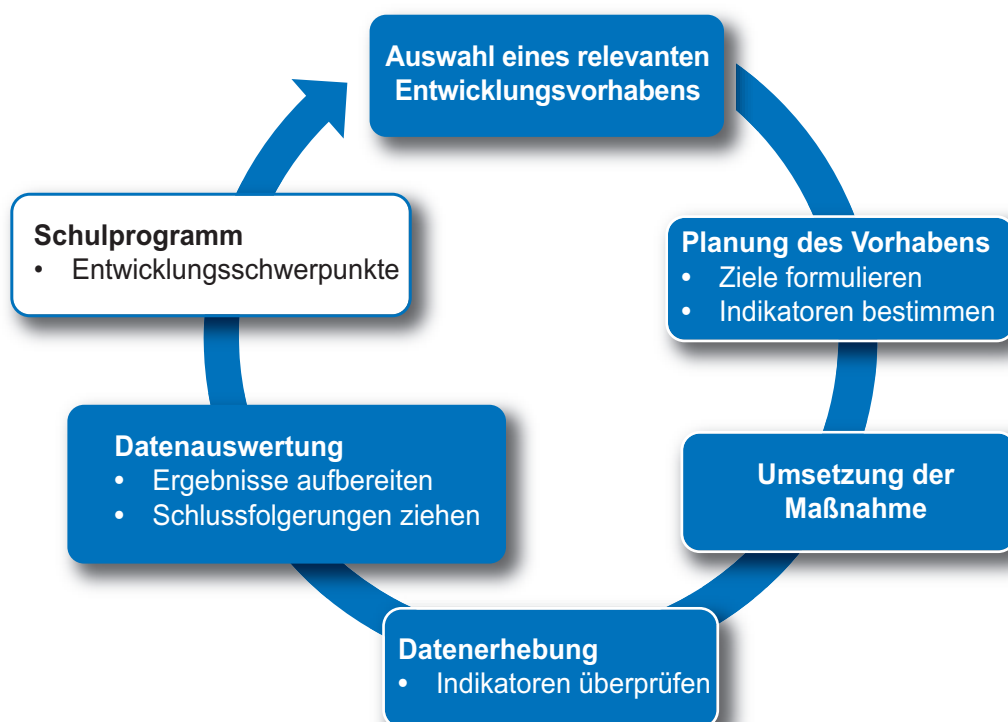 Auswahl eines relevanten
Entwicklungsvorhabens
Planung des Vorhabens
• Ziele formulieren
• Indikatoren bestimmen
Umsetzung der
Maßnahme
Datenerhebung
• Indikatoren überprüfen
Datenauswertung
• Ergebnisse aufbereiten
• Schlussfolgerungen ziehen
Schulprogramm
• Entwicklungsschwerpunkte